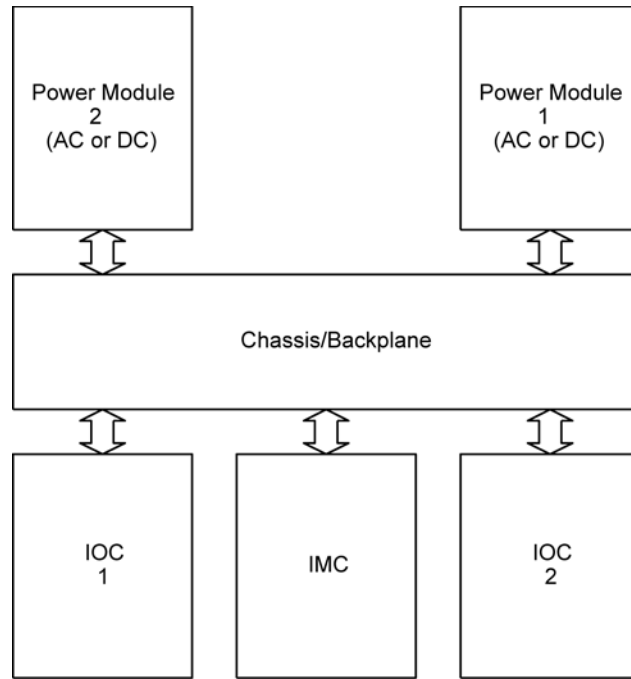 Power Module
2
(AC or DC)
Power Module
1
(AC or DC)
Chassis/Backplane
IOC
1
IMC
IOC
2